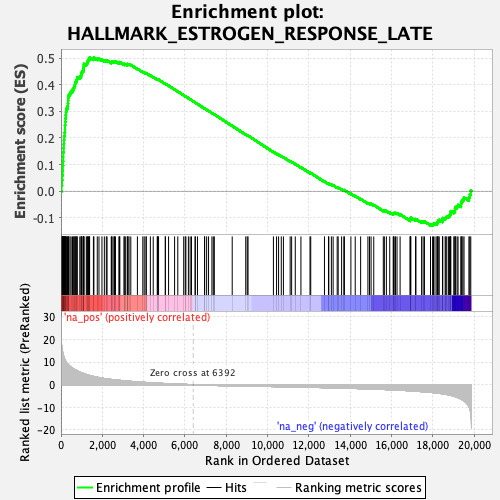 Enrichment plot:
HALLMARK_ESTROGEN_RESPONSE_LATE
Enrichment score (ES)
0.5
0.4
0.3
0.2
0.1
0.0
-0.1
Ranked list metric (PreRanked)
30
20
10
0
-10
-20
'na_pos' (positively correlated)
Zero cross at 6392
'na_neg' (negatively correlated)
0
2,000
4,000
6,000
8,000
10,000
12,000
14,000
16,000
18,000
20,000
Rank in Ordered Dataset
Enrichment profile
Hits
Ranking metric scores